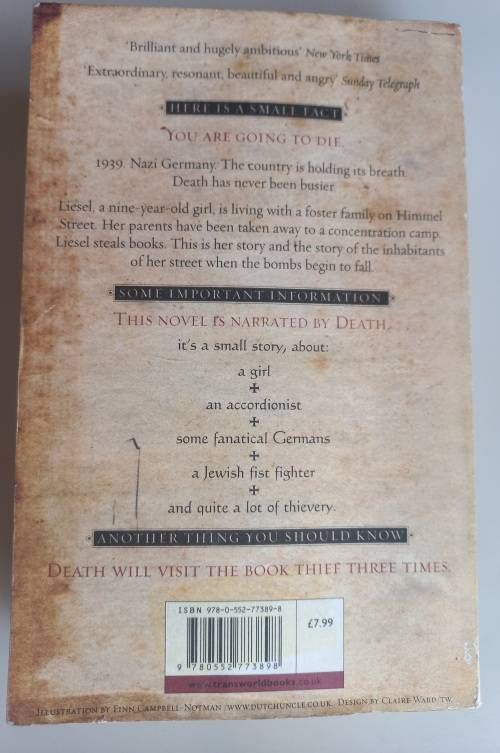 'Brilliant and hugely ambitious' New York Times
'Extraordinary, resonant, beautiful and angry' Sunday Telegraph
HERE IS A SMALL FACT
YOU ARE GOING TO DIE.
1939. Nazi Germany. The country is holding its breath.
Death has never been busier.
Liesel, a nine-year-old girl, is living with a foster family on Himmel
Street. Her parents have been taken away to a concentration camp.
Liesel steals books. This is her story and the story of the inhabitants
of her street when the bombs begin to fall.
SOME IMPORTANT INFORMATION
THIS NOVEL IS NARRATED BY DEATH.
it's a small story, about:
a girl
an accordionist
some fanatical Germans
a Jewish fist fighter
and quite a lot of thievery.
ANOTHER THING YOU SHOULD KNOW
DEATH WILL VISIT THE BOOK THIEF THREE TIMES.
ISBN 978-0-552-77389-8
£7.99
9 780552 773898
www.transworldbooks.co.uk
ILLUSTRATION BY FINN CAMPBELL-NOTMAN /WWW.DUTCHUNCLE.CO.UK. DESIGN BY CLAIRE WARD/TW.